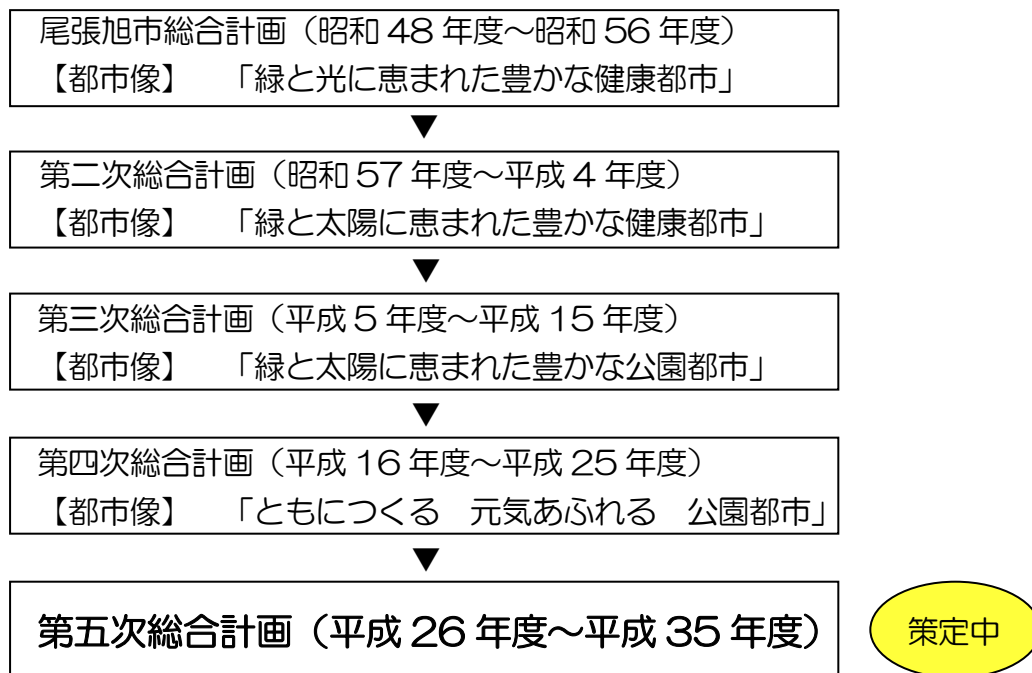 尾張旭市総合計画（昭和 48 年度～昭和 56 年度）
【都市像】　「緑と光に恵まれた豊かな健康都市」
▼
第二次総合計画（昭和 57 年度～平成 4 年度）
【都市像】　「緑と太陽に恵まれた豊かな健康都市」
▼
第三次総合計画（平成 5 年度～平成 15 年度）
【都市像】　「緑と太陽に恵まれた豊かな公園都市」
▼
第四次総合計画（平成 16 年度～平成 25 年度）
【都市像】　「ともにつくる　元気あふれる　公園都市」
▼
第五次総合計画（平成 26 年度～平成 35 年度）
策定中